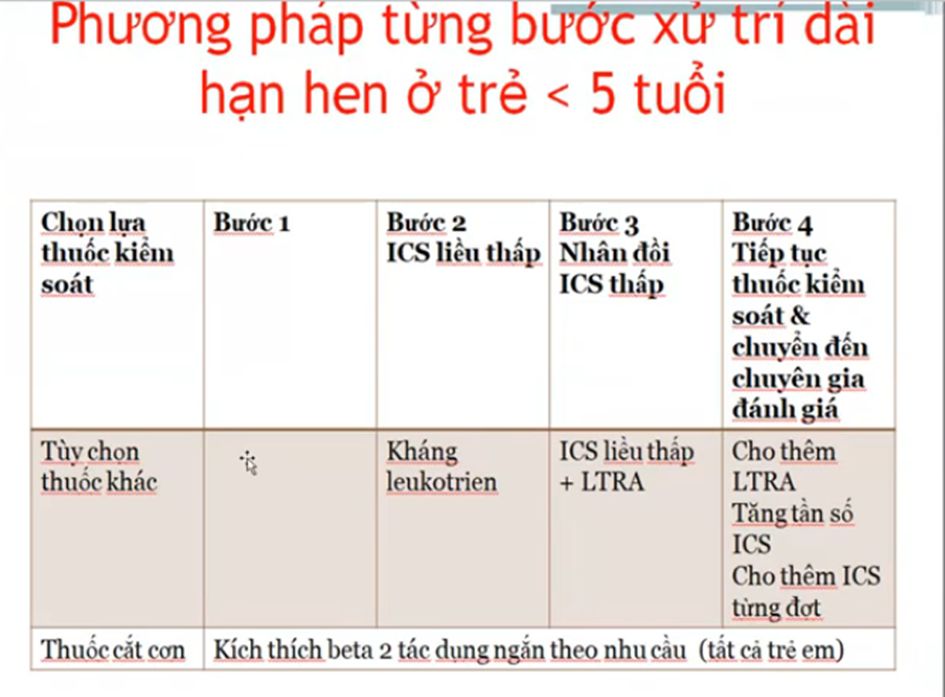 Phương pháp từng bước xử trí dài
hạn hen ở trẻ < 5 tuổi
Chọn lựa
thuốc kiểm
soát
Bước 1
Bước 2
ICS liều thấp
Bước 3
Nhân đồi
ICS thấp
Bước 4
Tiếp tục
thuốc kiểm
soát &
chuyển đến
chuyên gia
đánh giá
Tùy chọn
thuốc khác
Kháng
leukotrien
ICS liều thấp
+ LTRA
Cho thêm
LTRA
Tăng tần số
ICS
Cho thêm ICS
từng đợt
Thuốc cắt cơn
Kích thích beta 2 tác dụng ngắn theo nhu cầu (tất cả trẻ em)